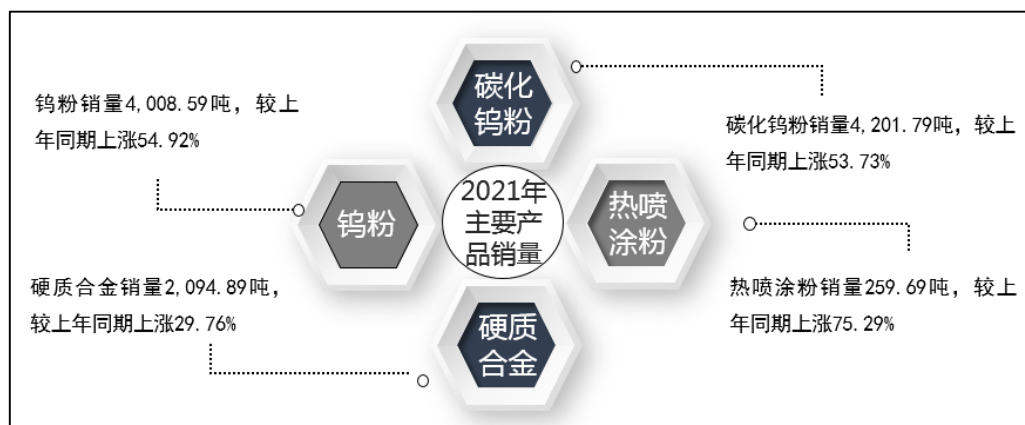 碳化
钨粉
钨粉销量4,008.59吨，较上
年同期上涨54.92%
碳化钨粉销量4,201.79吨，较上
年同期上涨53.73%
钨粉
2021年
主要产
品销量
热喷
涂粉
硬质合金销量2,094.89吨，
较上年同期上涨29.76%
热喷涂粉销量259.69吨，较上
年同期上涨75.29%
硬质
合金